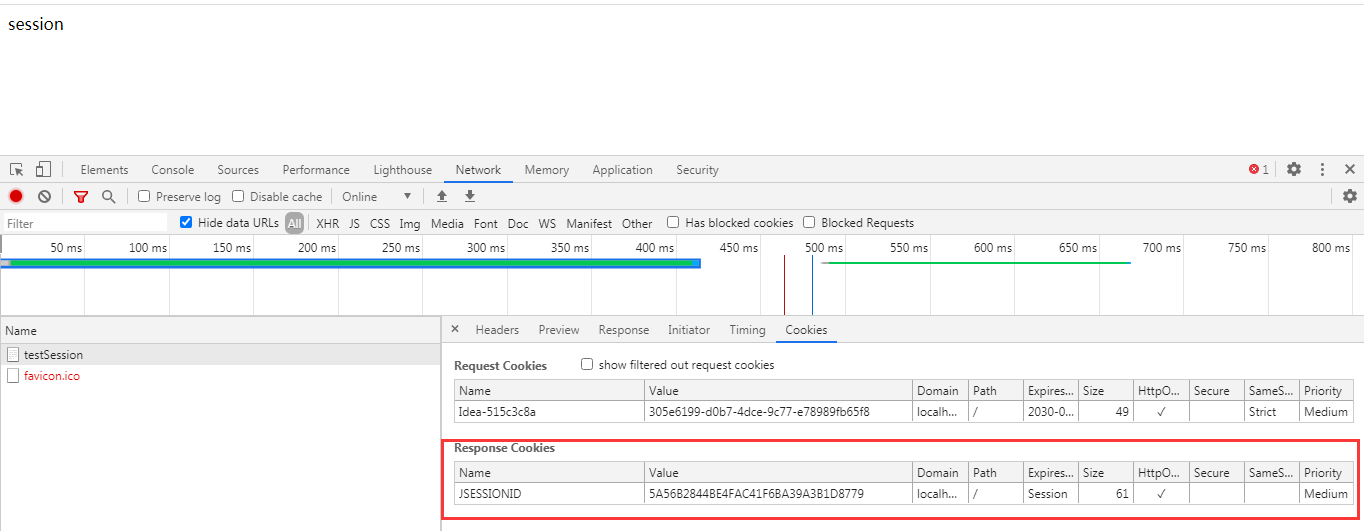 session
Elements Console Sources Performance Lighthouse Network Memory Application Security 1
Preserve log Disable cache Online
Filter Hide data URLs All XHR JS CSS Img Media Font Doc WS Manifest Other Has blocked cookies Blocked Requests
50 ms 100 ms 150 ms 200 ms 250 ms 300 ms 350 ms 400 ms 450 ms 500 ms 550 ms 600 ms 650 ms 700 ms 750 ms 800 ms
Name
testSession
favicon.ico
Headers Preview Response Initiator Timing Cookies
Request Cookies show filtered out request cookies
Name Value Domain Path Expires... Size HttpO... Secure SameS... Priority
Idea-515c3c8a 305e6199-d0b7-4dce-9c77-e78989fb65f8 localh... / 2030-0... 49 ✓ Strict Medium
Response Cookies
Name Value Domain Path Expires... Size HttpO... Secure SameS... Priority
JSESSIONID 5A56B2844BE4FAC41F6BA39A3B1D8779 localh... / Session 61 ✓ Medium